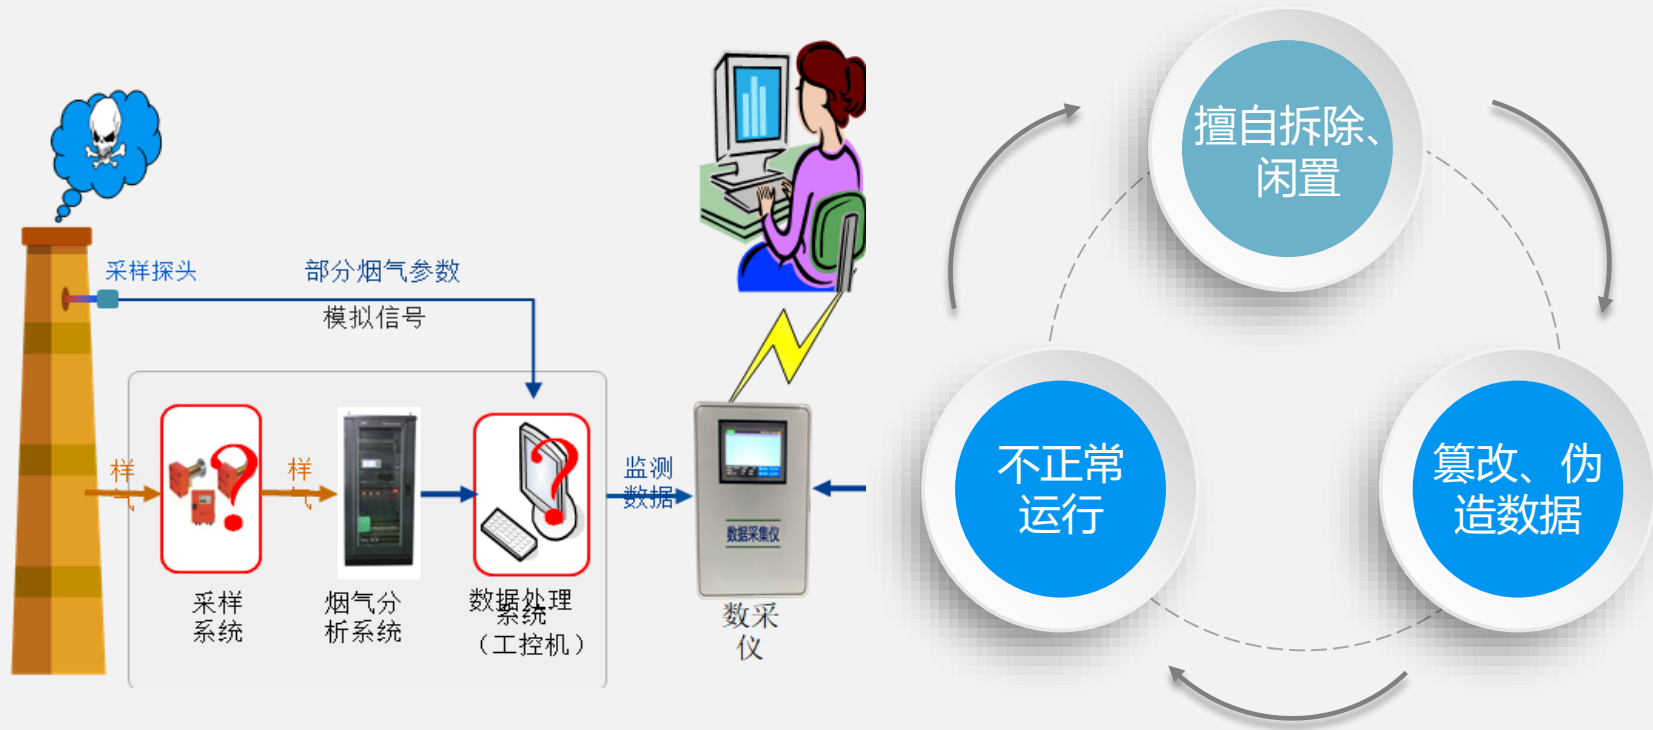 采样探头
部分烟气参数
模拟信号
样
气
样
气
监测
数据
采样
系统
烟气分
析系统
数据处理
系统
（工控机）
数据采集仪
数采
仪
擅自拆除、
闲置
不正常
运行
篡改、伪
造数据